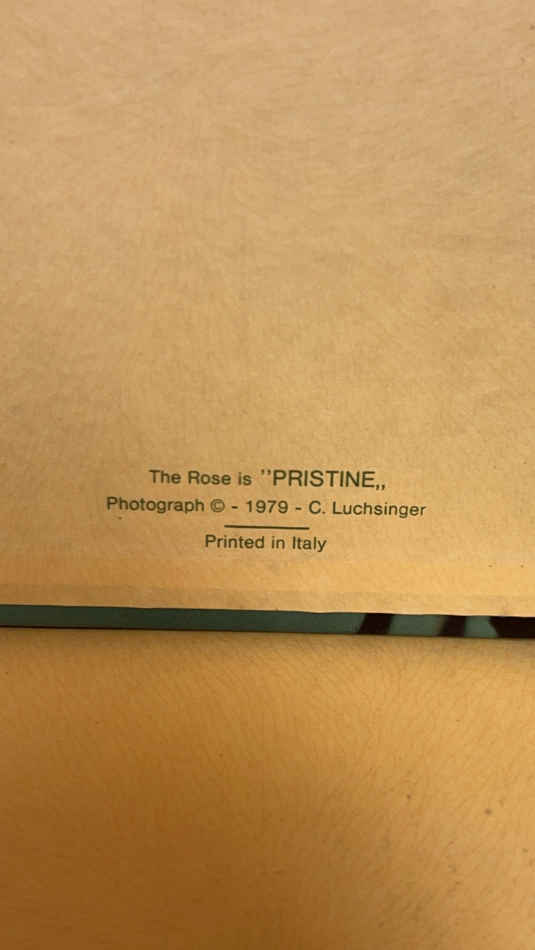 The Rose is ’’PRISTINE„
Photograph © - 1979 - C. Luchsinger
Printed in Italy